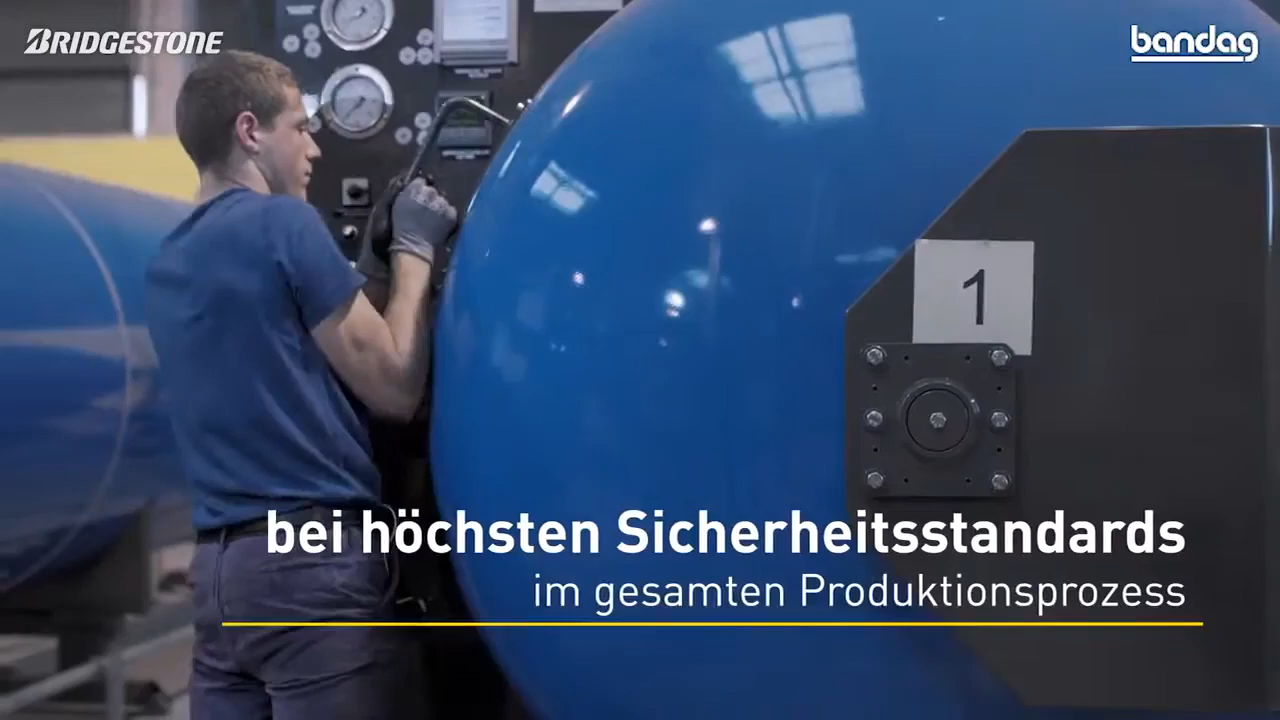 BRIDGESTONE
bandag
1
bei höchsten Sicherheitsstandards
im gesamten Produktionsprozess